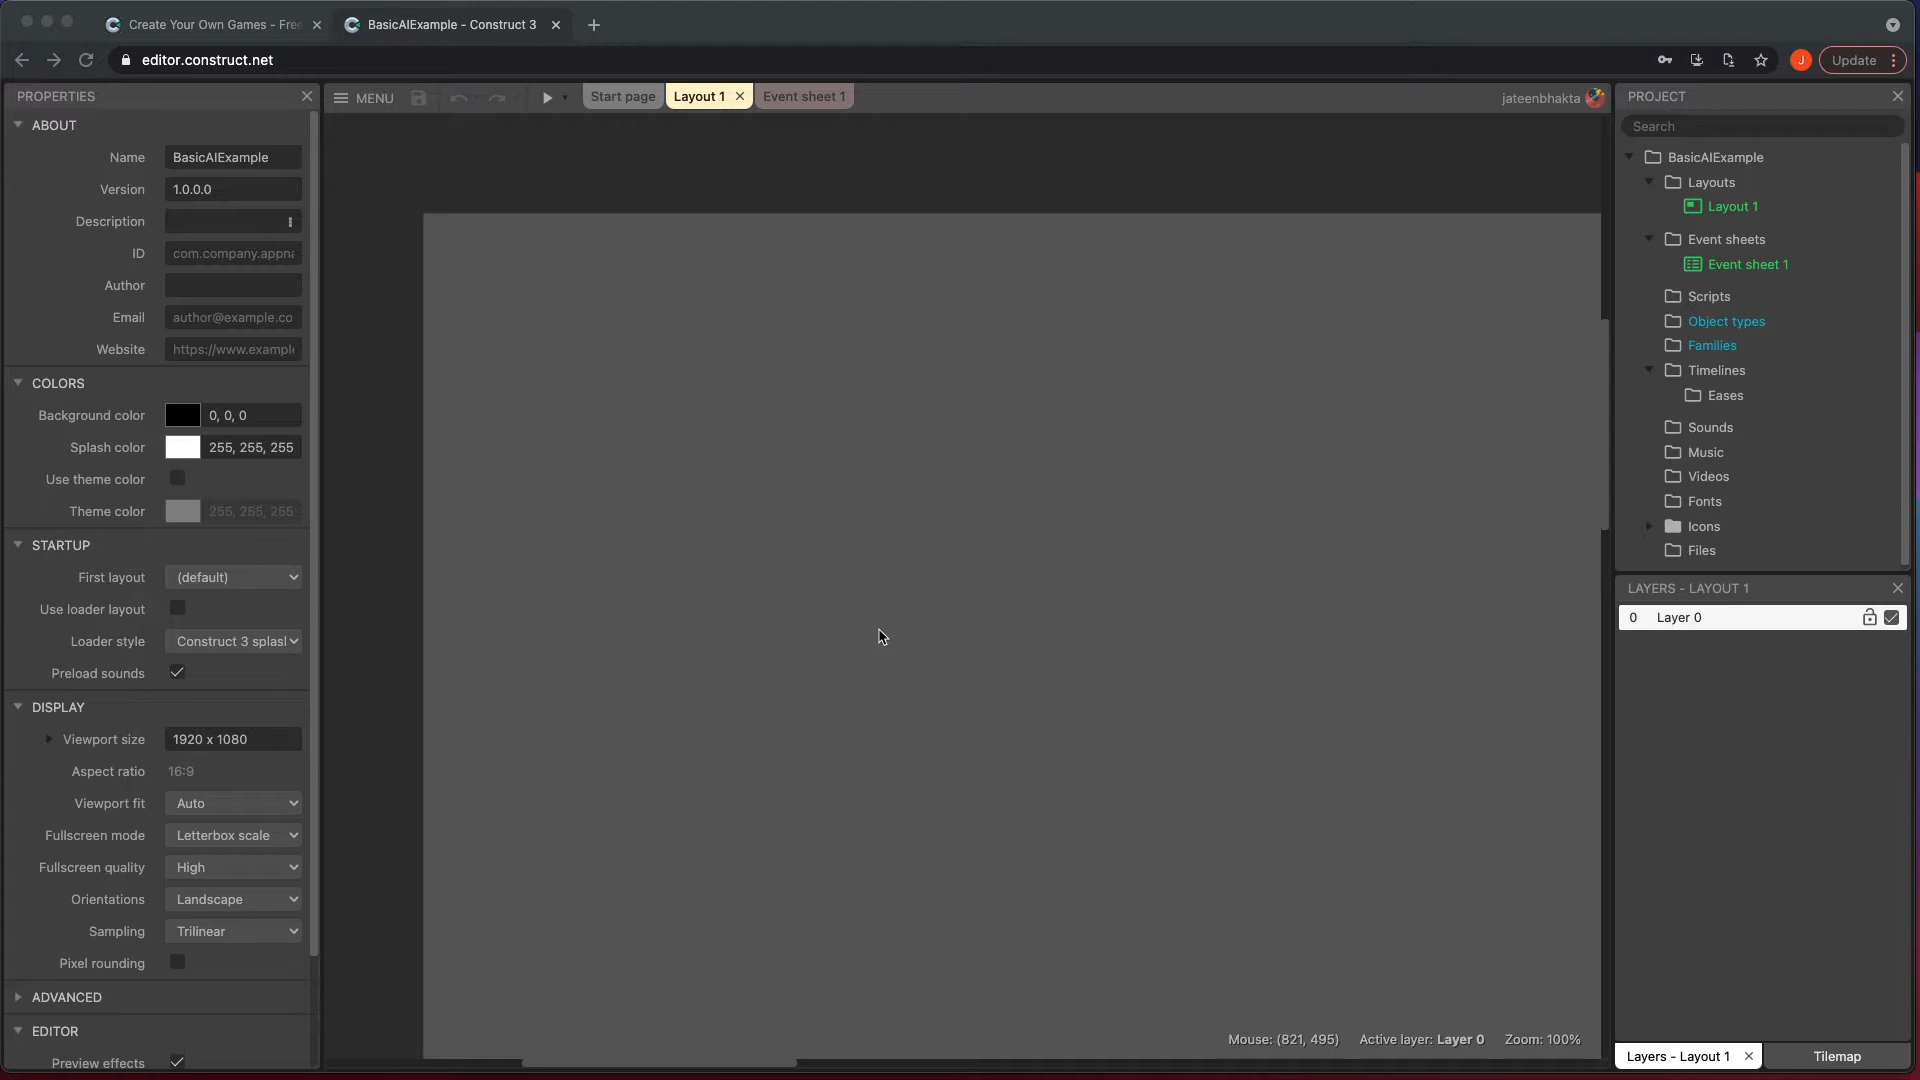 Create Your Own Games - Free
BasicAIExample - Construct 3
editor.construct.net
J
Update
PROPERTIES
MENU
Start page
Layout 1
Event sheet 1
jateenbhakta
PROJECT
Search
ABOUT
Name BasicAIExample
Version 1.0.0.0
Description
ID com.company.appna
Author
Email author@example.co
Website https://www.exampl
COLORS
Background color 0, 0, 0
Splash color 255, 255, 255
Use theme color
Theme color 255, 255, 255
STARTUP
First layout (default)
Use loader layout
Loader style Construct 3 splas
Preload sounds
DISPLAY
Viewport size 1920 x 1080
Aspect ratio 16:9
Viewport fit Auto
Fullscreen mode Letterbox scale
Fullscreen quality High
Orientations Landscape
Sampling Trilinear
Pixel rounding
ADVANCED
EDITOR
Preview effects
Mouse: (821, 495) Active layer: Layer 0 Zoom: 100%
BasicAIExample
Layouts
Layout 1
Event sheets
Event sheet 1
Scripts
Object types
Families
Timelines
Eases
Sounds
Music
Videos
Fonts
Icons
Files
LAYERS - LAYOUT 1
0 Layer 0
Layers - Layout 1
Tilemap